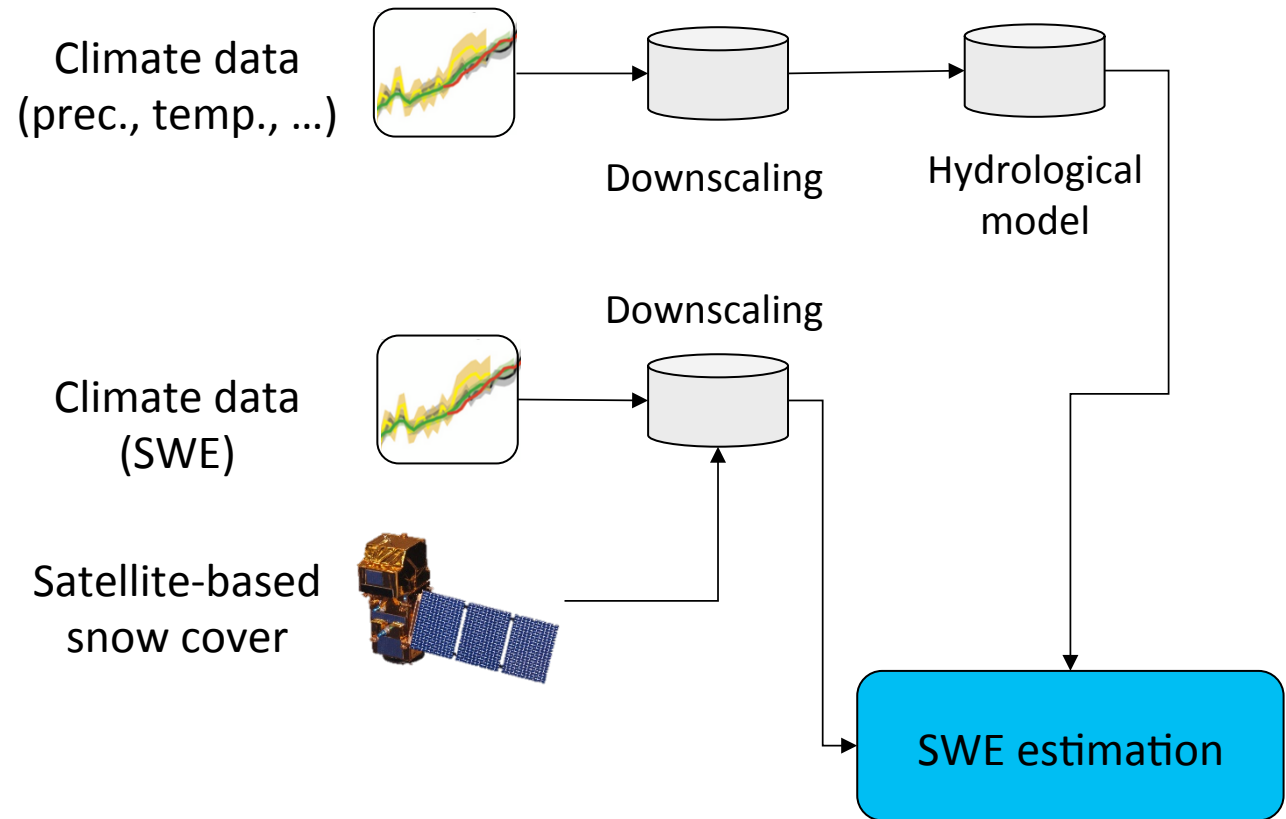 Climate data
(prec., temp., …)
Downscaling
Hydrological
model
Downscaling
Climate data
(SWE)
Satellite-based
snow cover
SWE estimation